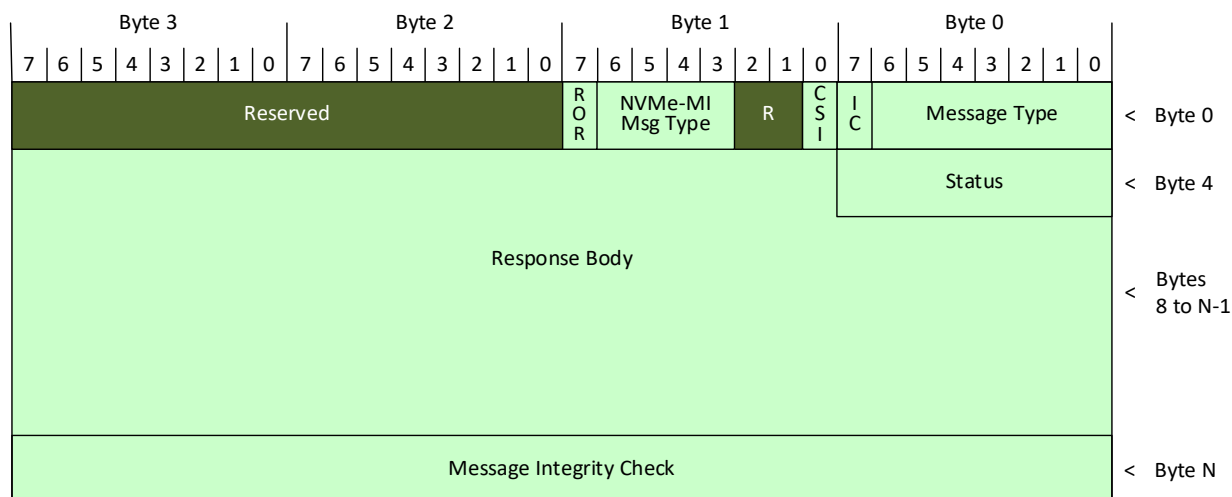 Byte 3 Byte 2 Byte 1 Byte 0
7 6 5 4 3 2 1 0 7 6 5 4 3 2 1 0 7 6 5 4 3 2 1 0 7 6 5 4 3 2 1 0
Reserved
R
O
R
NVMe-MI
Msg Type
R
C
S
I
I
C
Message Type
< Byte 0
Status
< Byte 4
Response Body
< Bytes
8 to N-1
Message Integrity Check
< Byte N